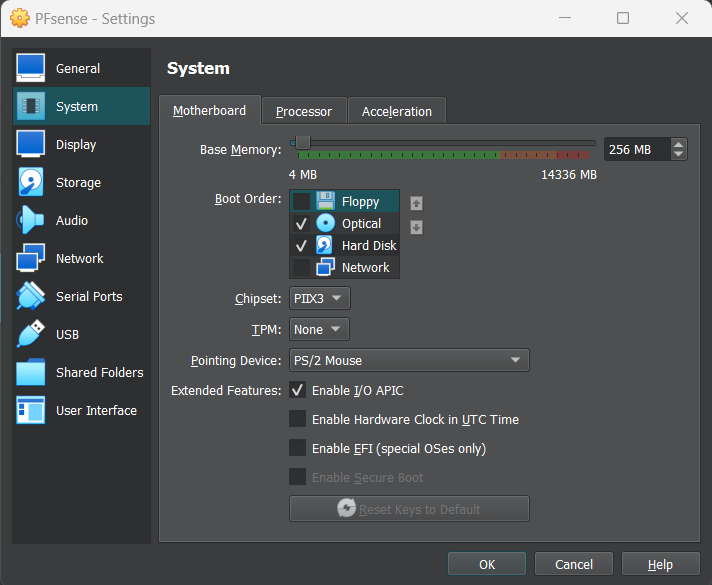 PFsense - Settings
General
System
Display
Storage
Audio
Network
Serial Ports
USB
Shared Folders
User Interface
System
Motherboard Processor Acceleration
Base Memory: 256 MB
4 MB 14336 MB
Boot Order: Floppy
Optical
Hard Disk
Network
Chipset: PIIX3
TPM: None
Pointing Device: PS/2 Mouse
Extended Features: Enable I/O APIC
Enable Hardware Clock in UTC Time
Enable EFI (special OSes only)
Enable Secure Boot
Reset Keys to Default
OK Cancel Help